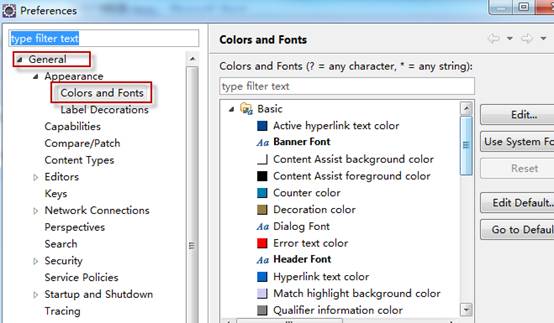 Preferences
type filter text
General
Appearance
Colors and Fonts
Label Decorations
Capabilities
Compare/Patch
Content Types
Editors
Keys
Network Connections
Perspectives
Search
Security
Service Policies
Startup and Shutdown
Tracing
Colors and Fonts
Colors and Fonts (? = any character, * = any string):
type filter text
Basic
Active hyperlink text color
Aa Banner Font
Content Assist background color
Content Assist foreground color
Counter color
Decoration color
Aa Dialog Font
Error text color
Aa Header Font
Hyperlink text color
Match highlight background color
Qualifier information color
Edit...
Use System Fo
Reset
Edit Default..
Go to Defaul